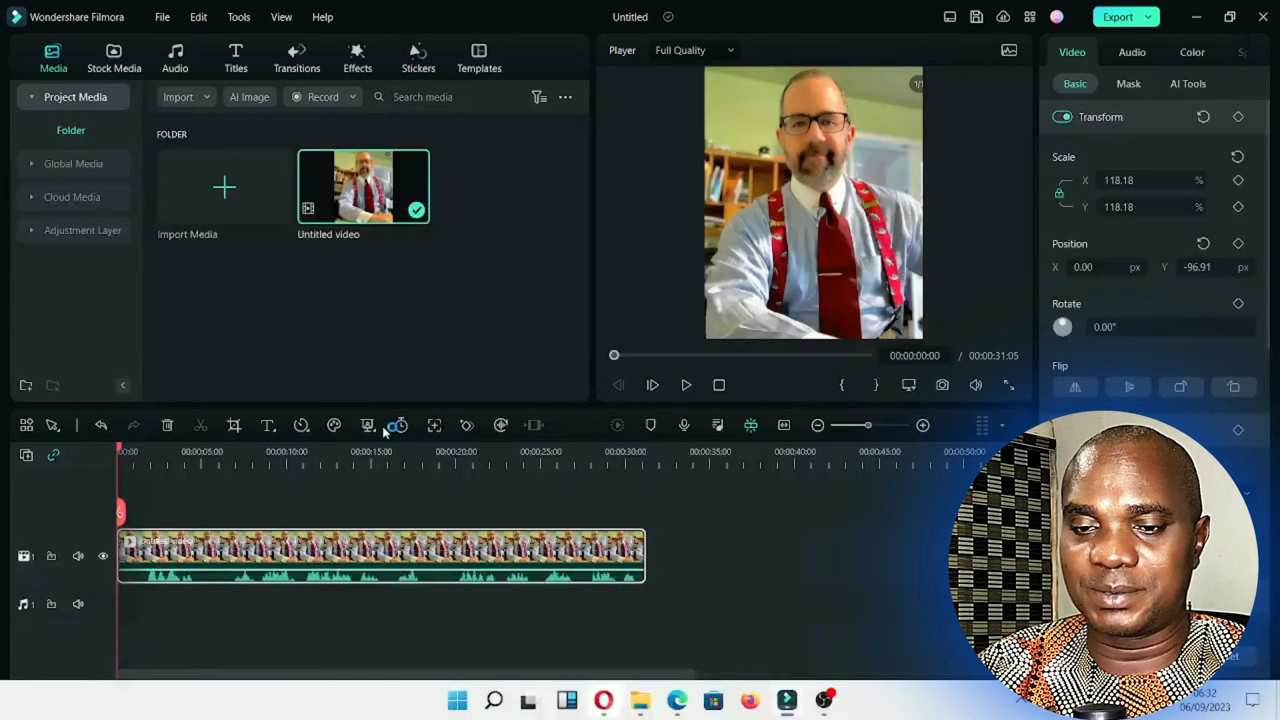 Wondershare Filmora File Edit Tools View Help Untitled Export
Media Stock Media Audio Titles Transitions Effects Stickers Templates
Player Full Quality
Video Audio Color
Project Media Import AI Image Record Search media
Basic Mask AI Tools
Folder FOLDER
Transform
Global Media
Scale
Cloud Media
X 118.18 %
Y 118.18 %
Adjustment Layer
Import Media Untitled video
Position
X 0.00 px Y -96.91 px
Rotate
0.00°
00:00:00:00 / 00:00:31:05
Flip
00:00 00:00:05:00 00:00:10:00 00:00:15:00 00:00:20:00 00:00:25:00 00:00:30:00 00:00:35:00 00:00:40:00 00:00:45:00 00:00:50:00
Untitled video
1
1
06:32
06/09/2023